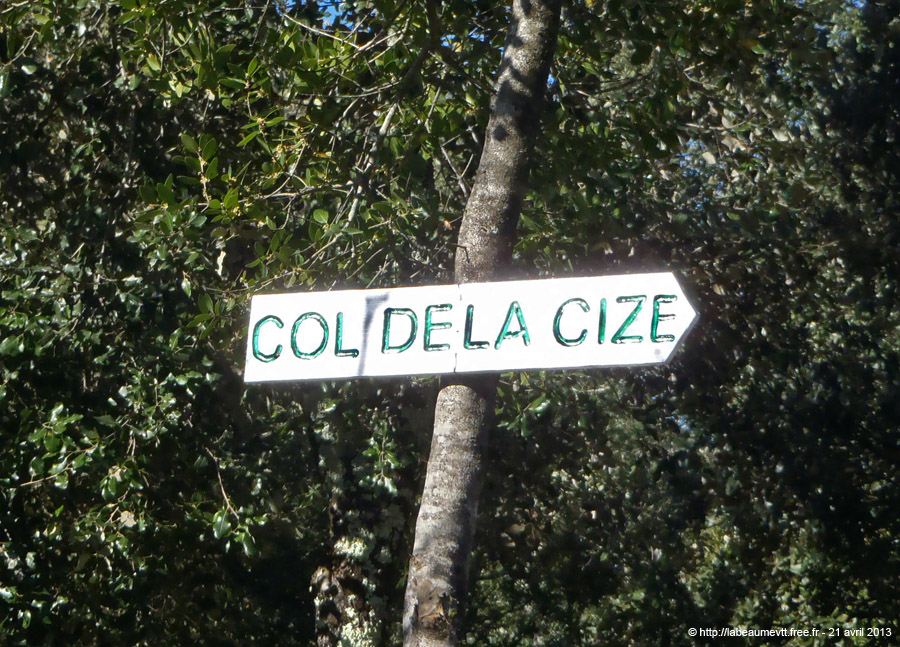 COL DE LA CIZE
© http://labeaumevtt.free.fr - 21 avril 2013